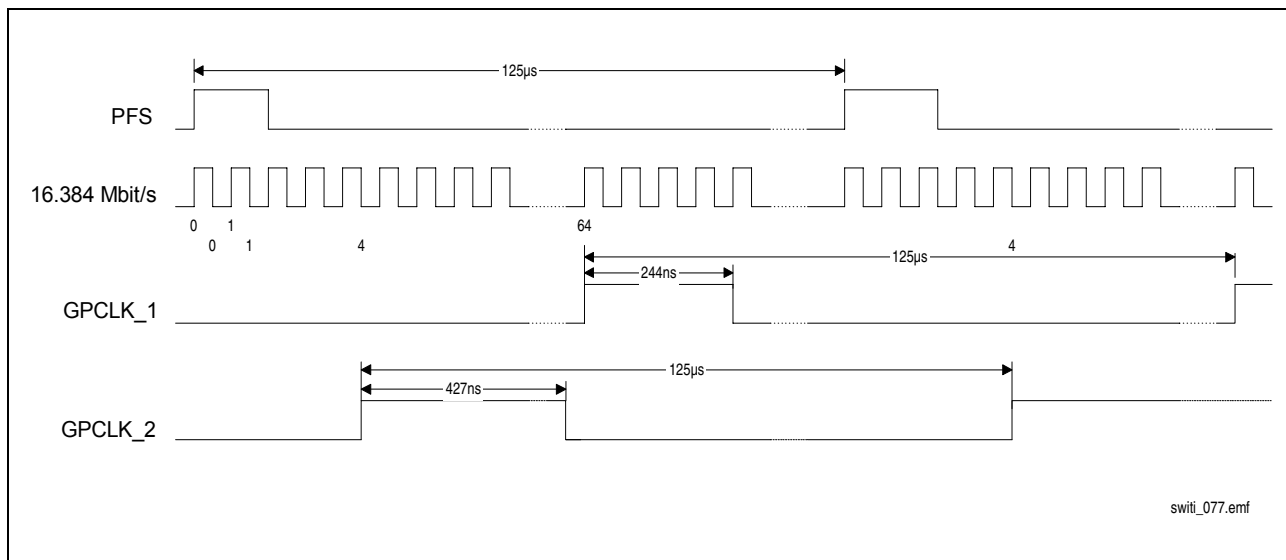 125µs
PFS
16.384 Mbit/s
0 1 64
0 1 4 4
125µs
244ns
GPCLK_1
125µs
427ns
GPCLK_2
switi_077.emf